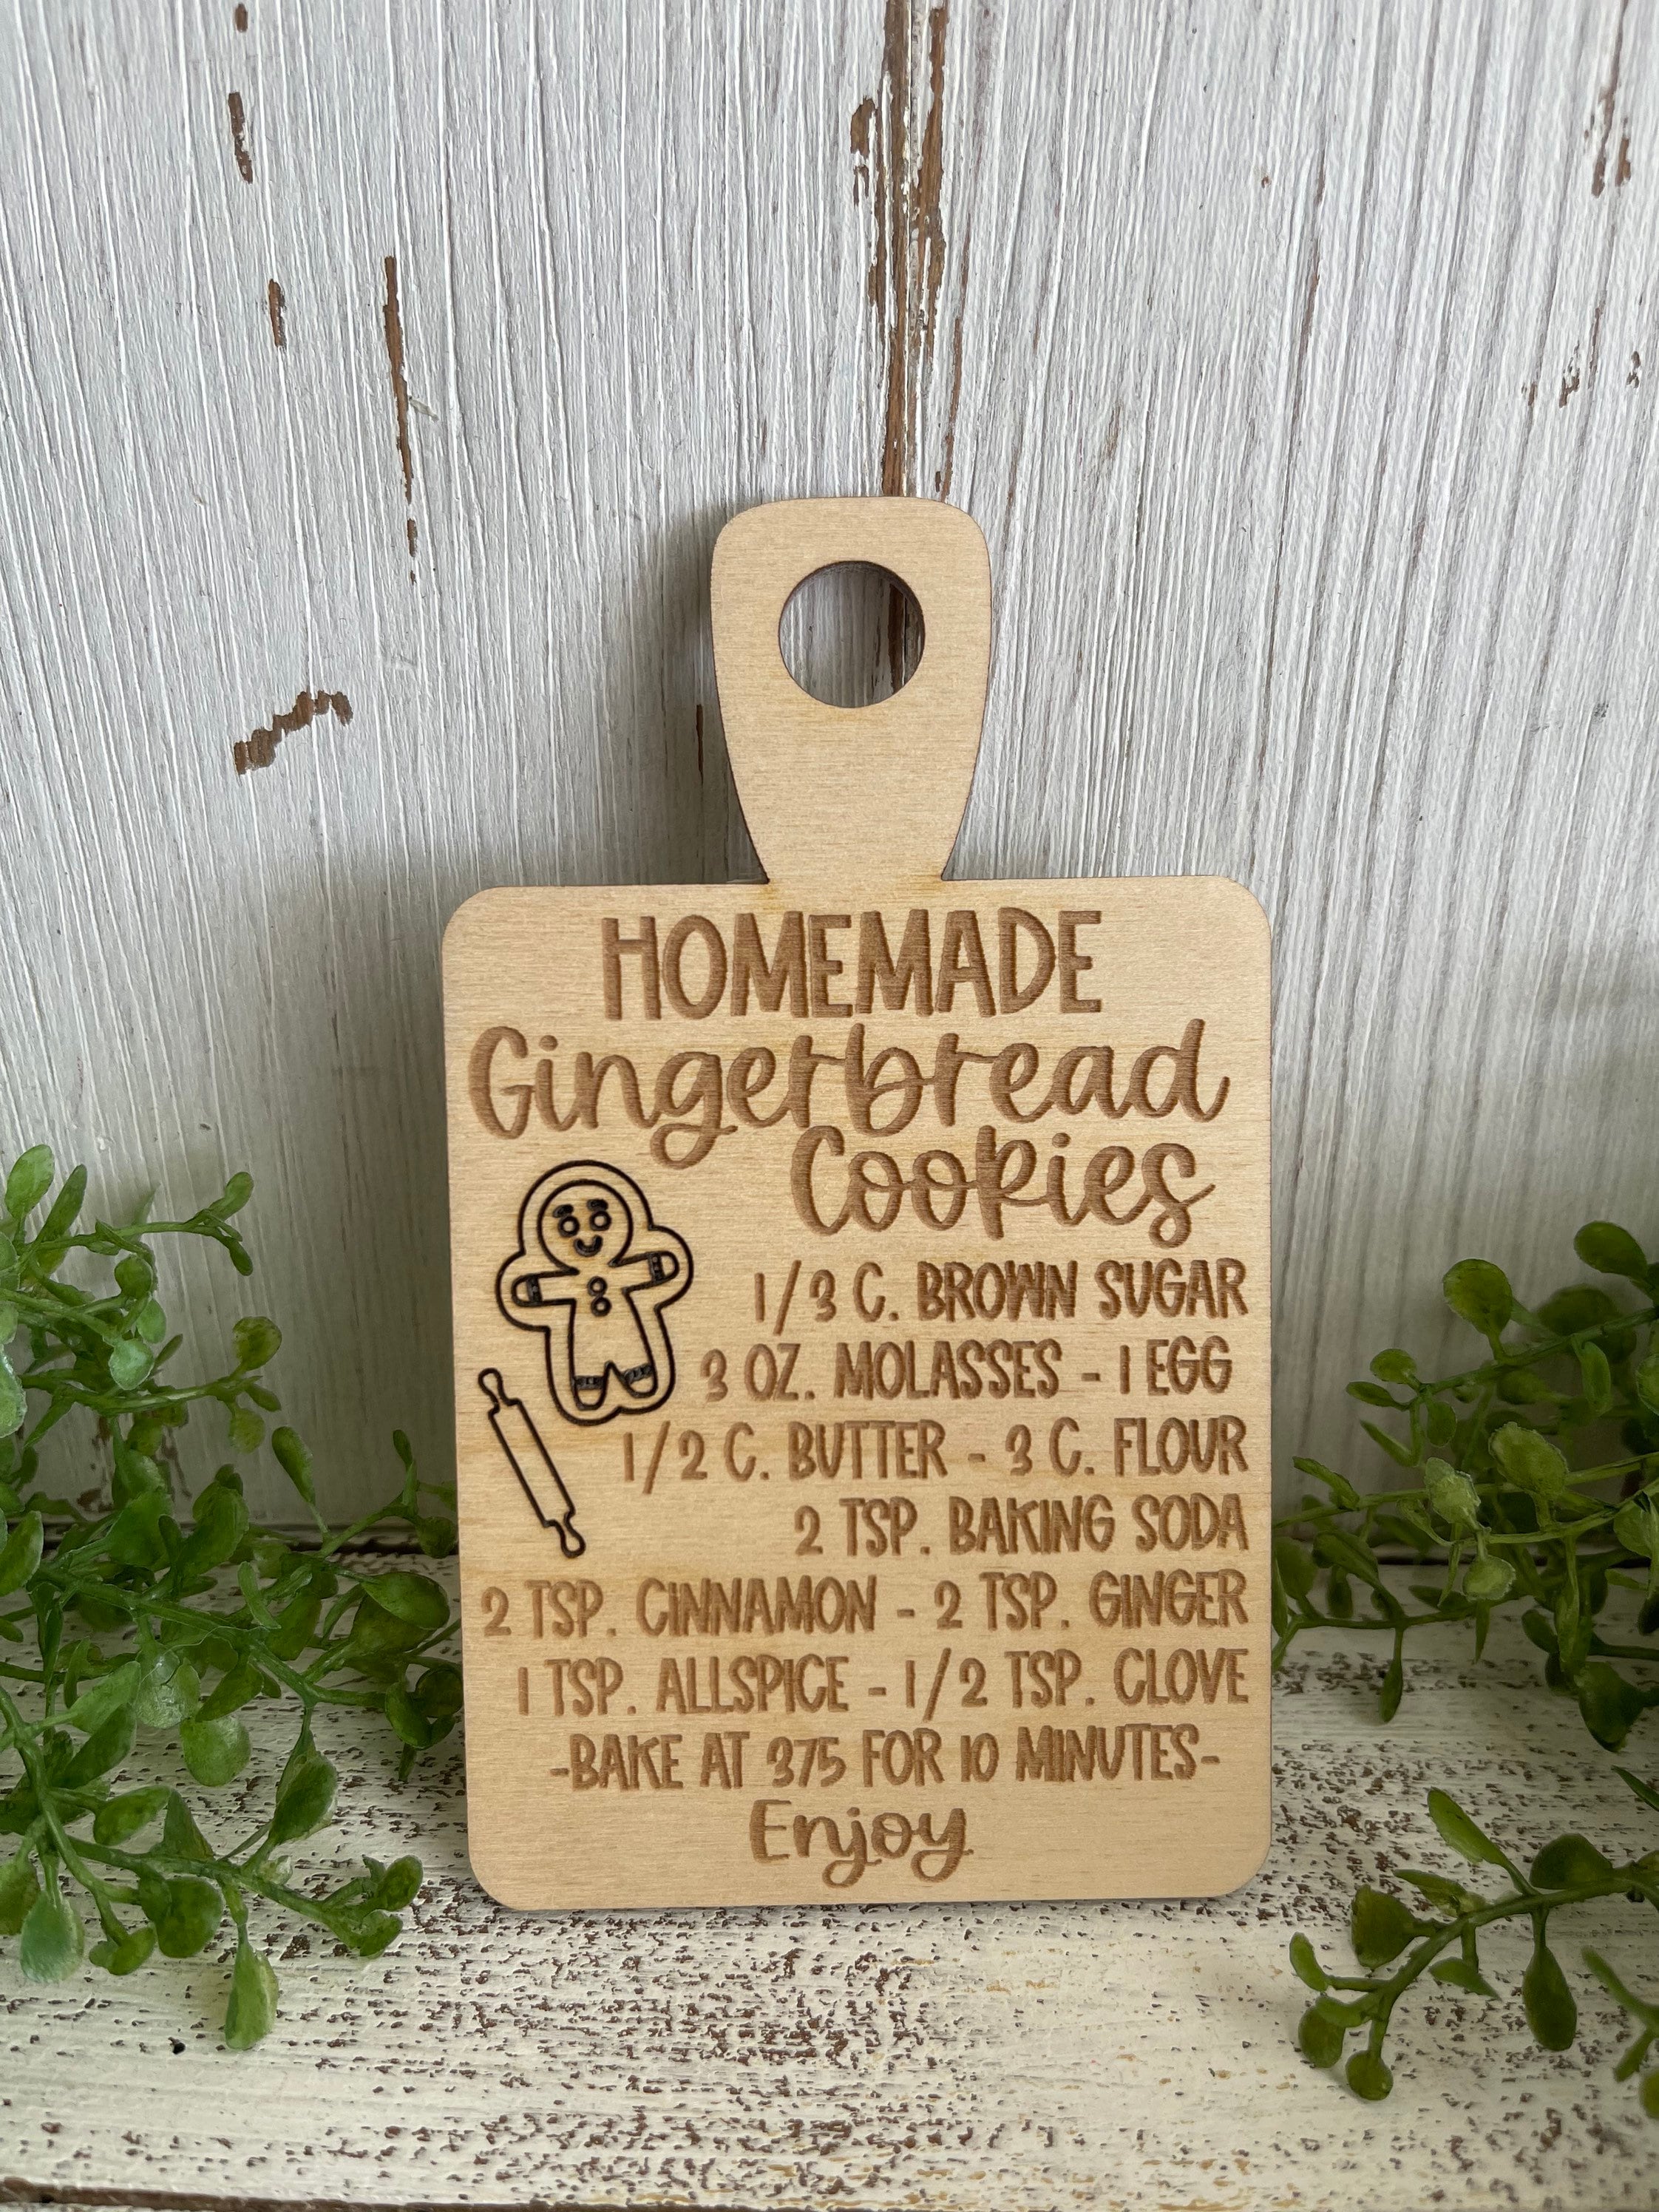 HOMEMADE
Gingerbread
Cookies
1/3 C. BROWN SUGAR
3 OZ. MOLASSES - 1 EGG
1/2 C. BUTTER - 3 C. FLOUR
2 TSP. BAKING SODA
2 TSP. CINNAMON - 2 TSP. GINGER
1 TSP. ALLSPICE - 1/2 TSP. CLOVE
-BAKE AT 375 FOR 10 MINUTES-
Enjoy